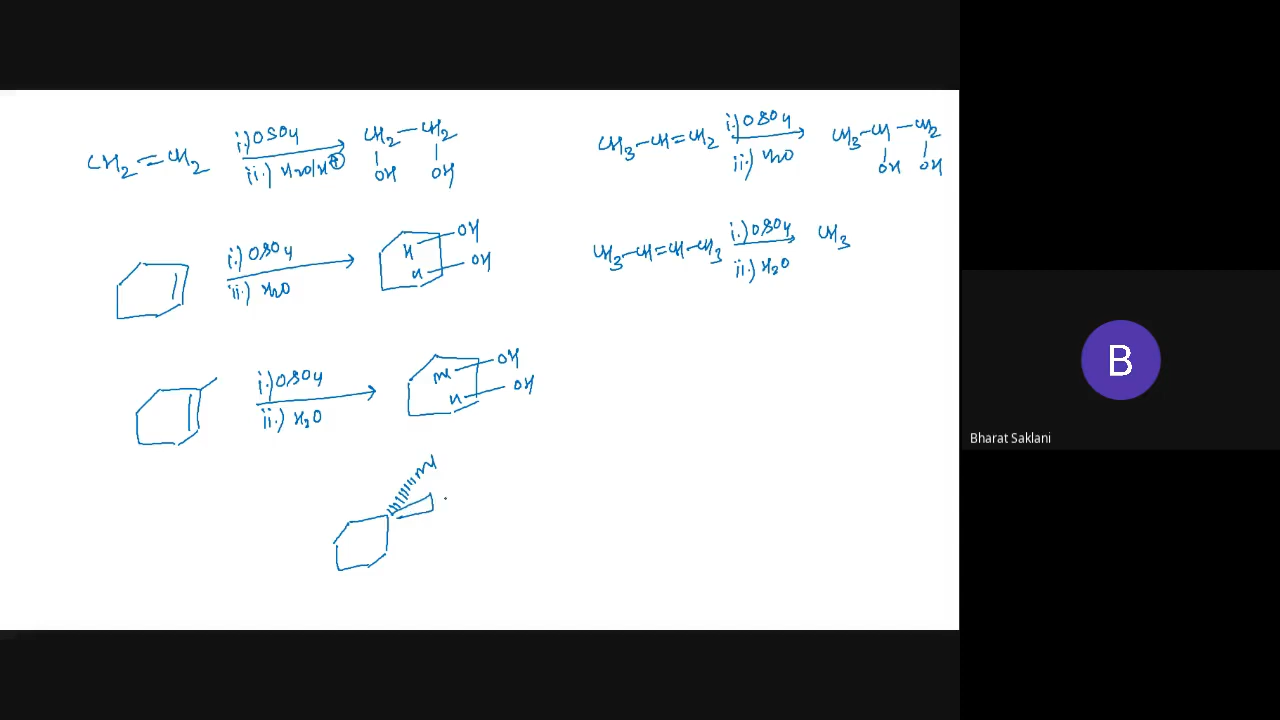 CH2=CH2 i.) OsO4 CH2-CH2
ii.) H2O/H⊕ OH OH
CH3-CH=CH2 i.) OsO4 CH3-CH-CH2
ii.) H2O OH OH
i.) OsO4 H OH
ii.) H2O H OH
CH3-CH=CH-CH3 i.) OsO4 CH3
ii.) H2O
i.) OsO4 Me OH
ii.) H2O H OH
Me
B
Bharat Saklani